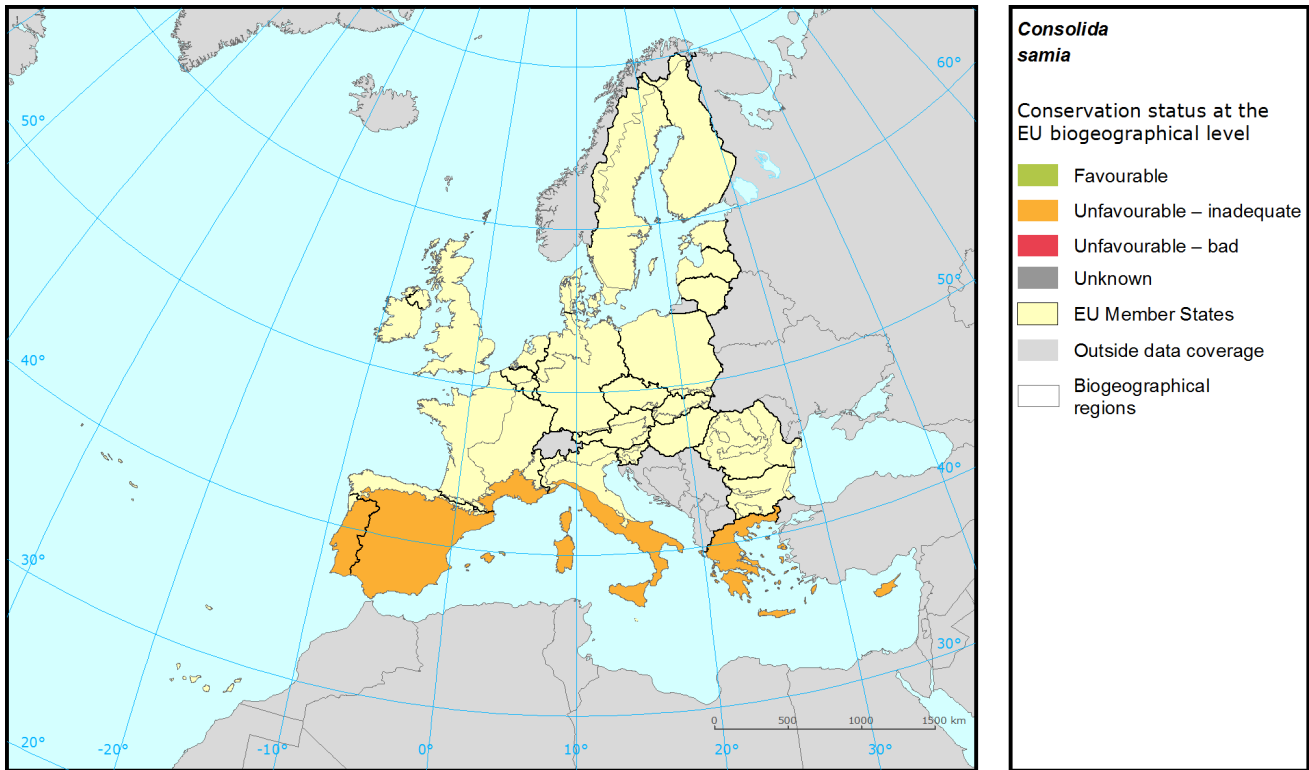 Consolida
samia
Conservation status at the
EU biogeographical level
Favourable
Unfavourable – inadequate
Unfavourable – bad
Unknown
EU Member States
Outside data coverage
Biogeographical
regions
60°
50°
50°
40°
40°
30°
30°
0 500 1000 1500 km
20° -20° -10° 0° 10° 20° 30°